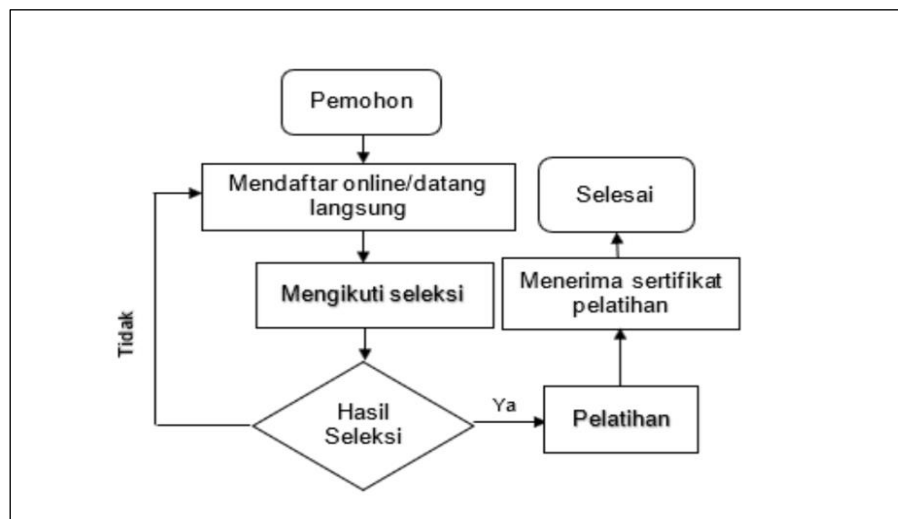 Pemohon
Mendaftar online/datang
langsung
Mengikuti seleksi
Hasil
Seleksi
Tidak
Ya
Pelatihan
Menerima sertifikat
pelatihan
Selesai